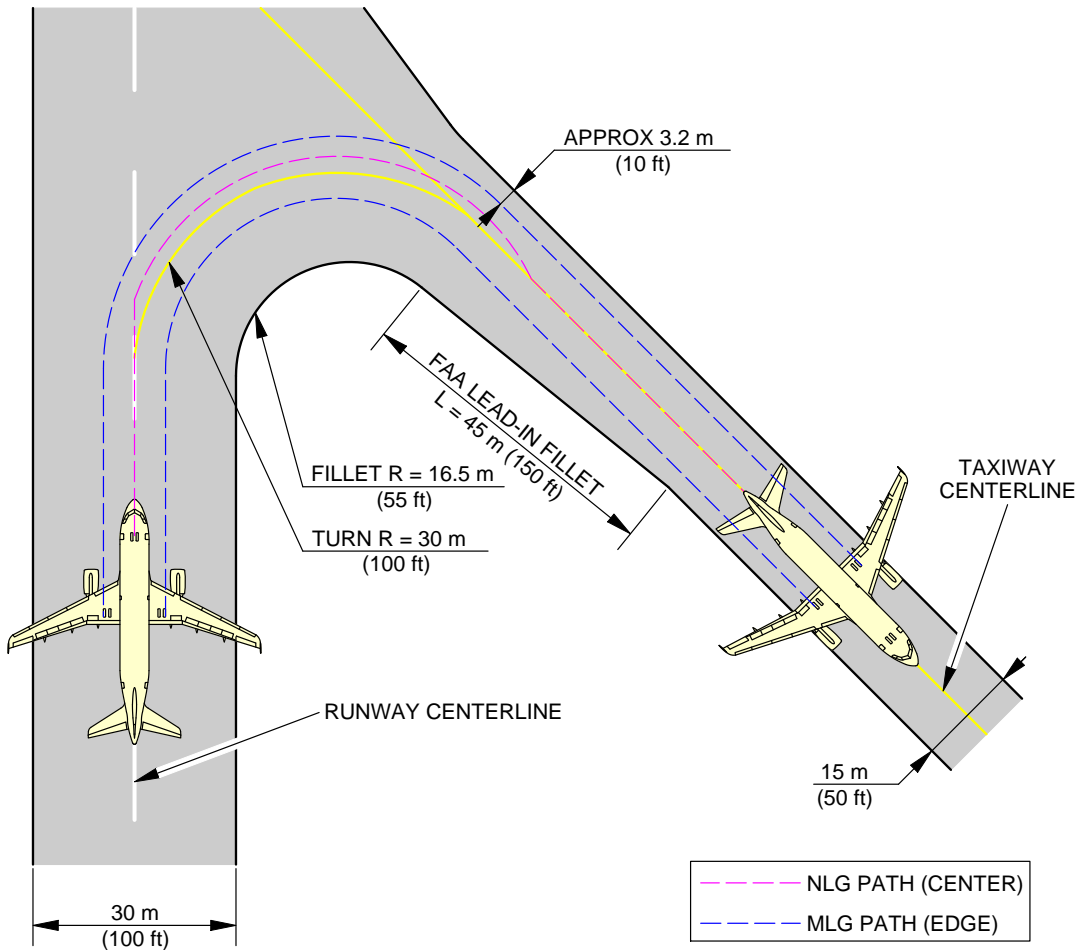 APPROX 3.2 m
(10 ft)
FAA LEAD-IN FILLET
L = 45 m (150 ft)
TAXIWAY
CENTERLINE
FILLET R = 16.5 m
(55 ft)
TURN R = 30 m
(100 ft)
RUNWAY CENTERLINE
15 m
(50 ft)
30 m
(100 ft)
NLG PATH (CENTER)
MLG PATH (EDGE)